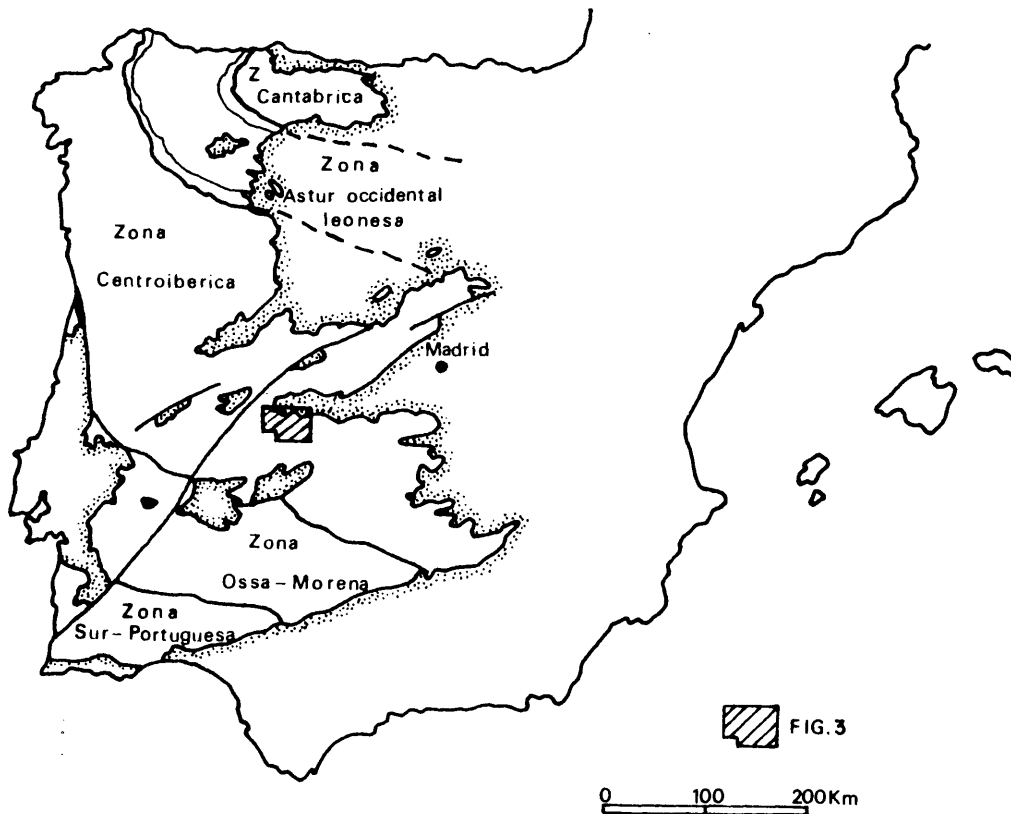 Z
Cantabrica
Zona
Astur occidental
leonesa
Zona
Centroiberica
Madrid
Zona
Ossa-Morena
Zona
Sur-Portuguesa
FIG. 3
0 100 200Km